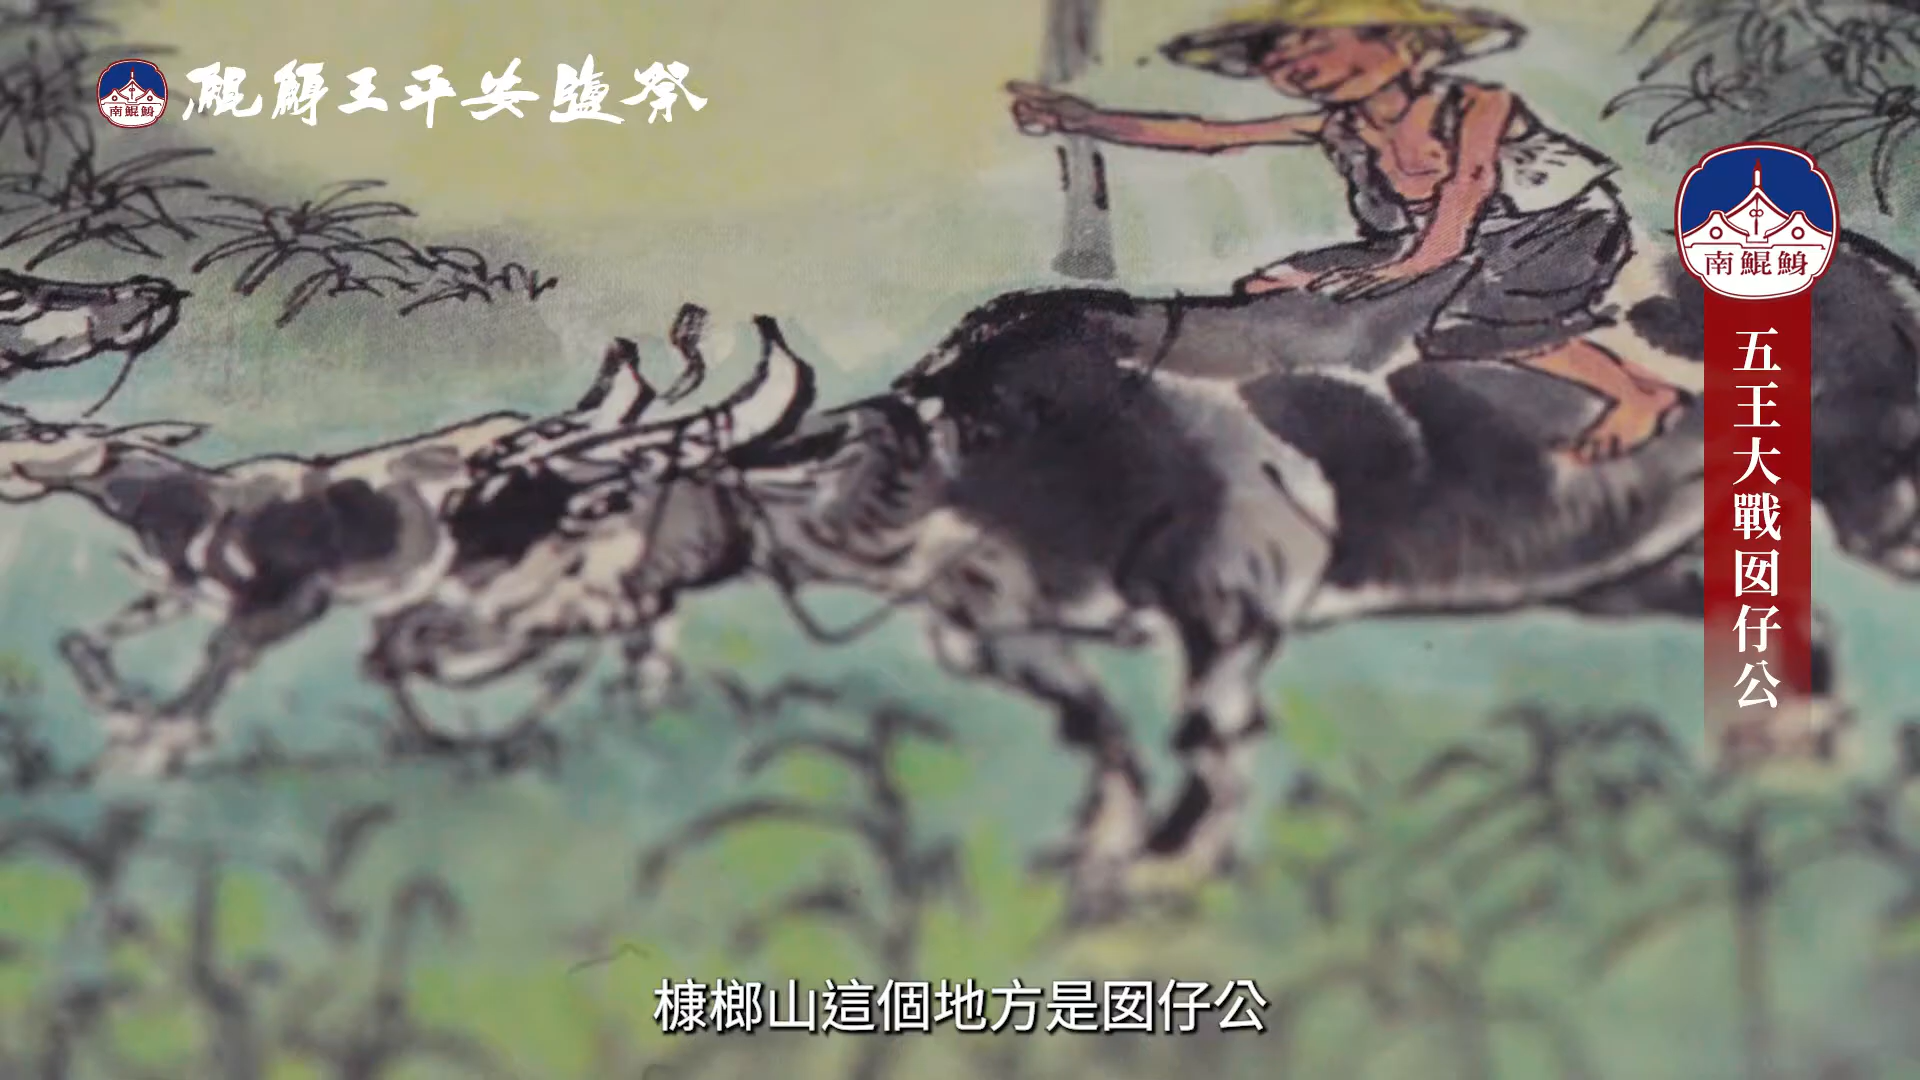 南鯤鯓
鯤鯓王平安鹽祭
南鯤鯓
五王大戰囡仔公
槺榔山這個地方是囡仔公